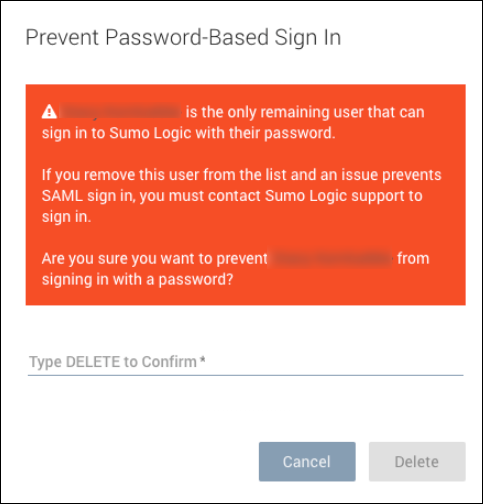 Prevent Password-Based Sign In
is the only remaining user that can
sign in to Sumo Logic with their password.
If you remove this user from the list and an issue prevents
SAML sign in, you must contact Sumo Logic support to
sign in.
Are you sure you want to prevent from
signing in with a password?
Type DELETE to Confirm *
Cancel Delete